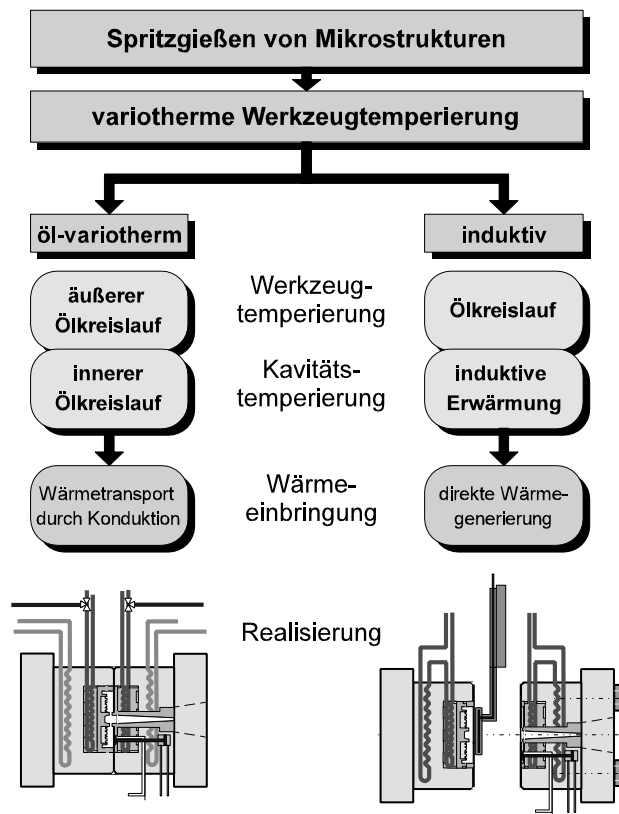 Spritzgießen von Mikrostrukturen
variotherme Werkzeugtemperierung
öl-variotherm
induktiv
äußerer
Ölkreislauf
Werkzeug-
temperierung
Ölkreislauf
innerer
Ölkreislauf
Kavitäts-
temperierung
induktive
Erwärmung
Wärmetransport
durch Konduktion
Wärme-
einbringung
direkte Wärme-
generierung
Realisierung